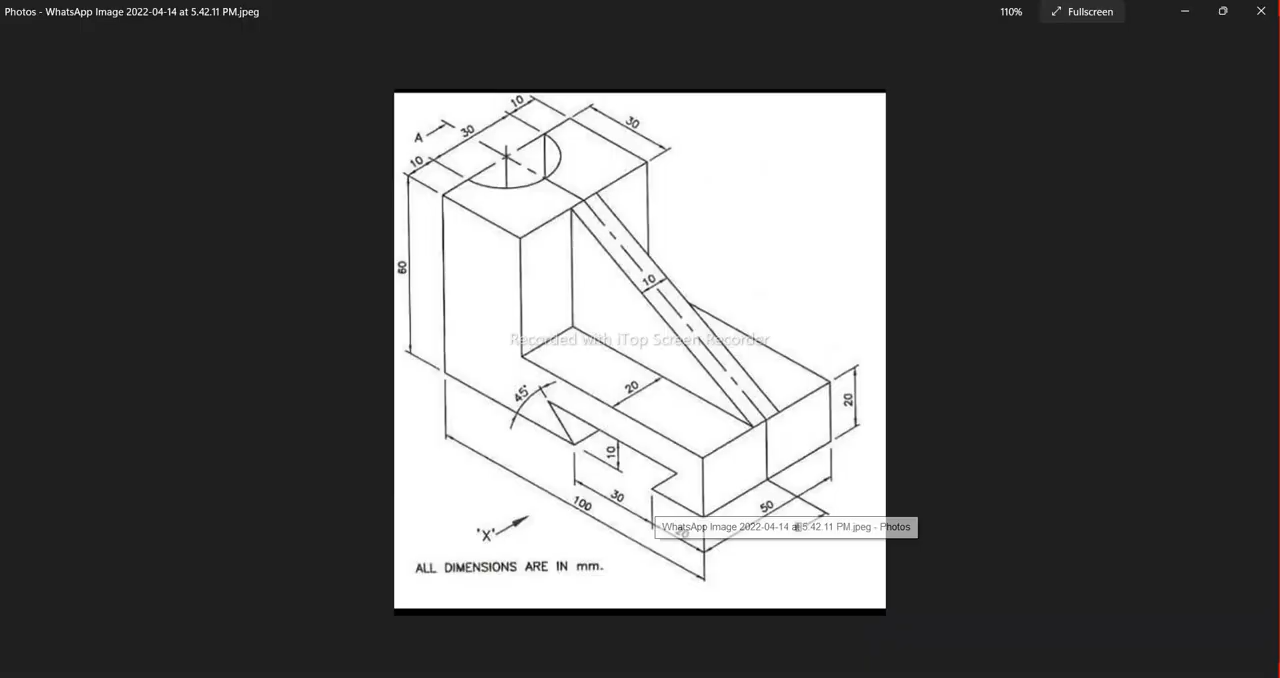 Photos - WhatsApp Image 2022-04-14 at 5.42.11 PM.jpeg
110%
Fullscreen
10
30
A
10
30
60
10
Recorded with iTop Screen Recorder
45°
20
20
10
30
100
50
WhatsApp Image 2022-04-14 at 5.42.11 PM.jpeg - Photos
20
'X'
ALL DIMENSIONS ARE IN mm.